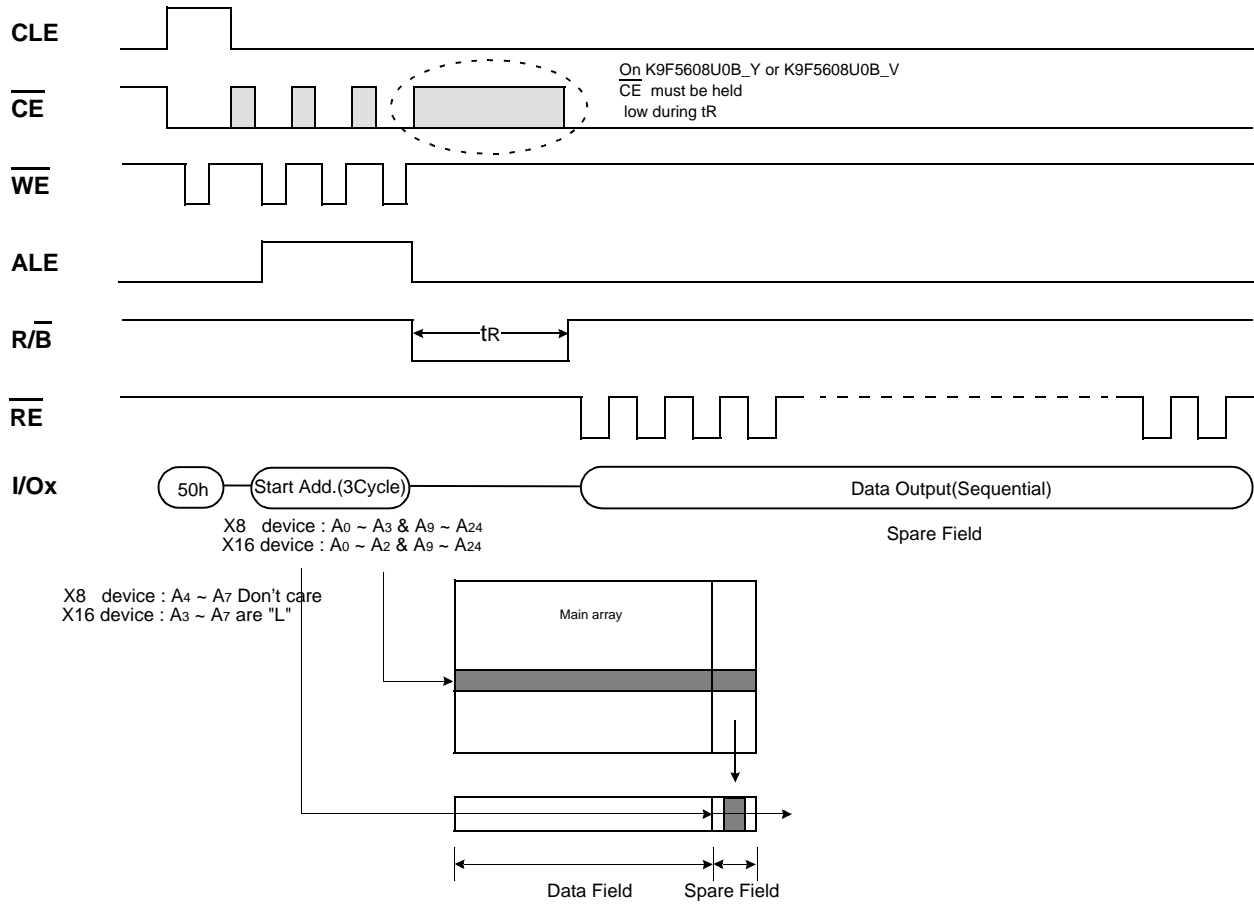 CLE
On K9F5608U0B_Y or K9F5608U0B_V
CE must be held
low during tR
CE
WE
ALE
R/B
tR
RE
I/Ox
50h
Start Add.(3Cycle)
Data Output(Sequential)
X8 device : A0 ~ A3 & A9 ~ A24
X16 device : A0 ~ A2 & A9 ~ A24
Spare Field
X8 device : A4 ~ A7 Don't care
X16 device : A3 ~ A7 are "L"
Main array
Data Field
Spare Field